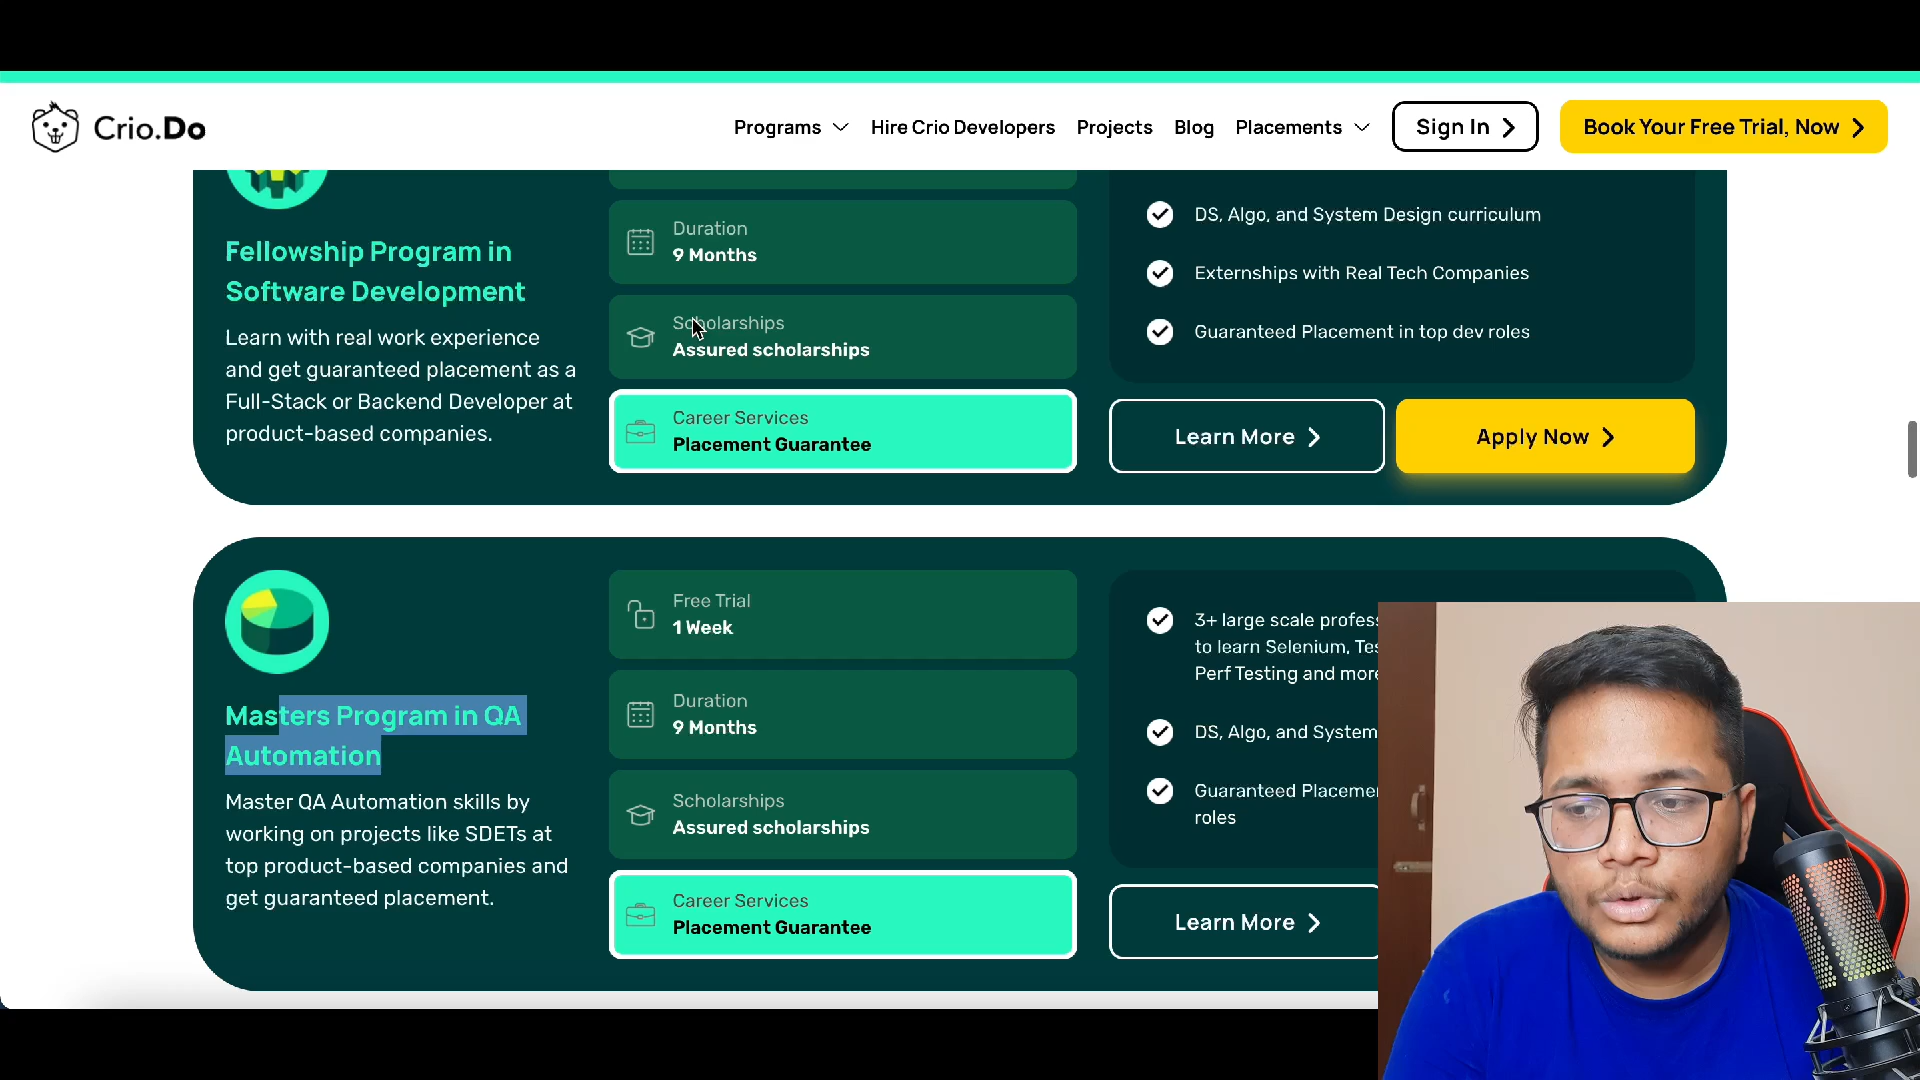 Crio.Do
Programs
Hire Crio Developers
Projects
Blog
Placements
Sign In
Book Your Free Trial, Now
Fellowship Program in
Software Development
Learn with real work experience
and get guaranteed placement as a
Full-Stack or Backend Developer at
product-based companies.
Duration
9 Months
Scholarships
Assured scholarships
Career Services
Placement Guarantee
DS, Algo, and System Design curriculum
Externships with Real Tech Companies
Guaranteed Placement in top dev roles
Learn More
Apply Now
Masters Program in QA
Automation
Master QA Automation skills by
working on projects like SDETs at
top product-based companies and
get guaranteed placement.
Free Trial
1 Week
Duration
9 Months
Scholarships
Assured scholarships
Career Services
Placement Guarantee
3+ large scale
to learn Selenium,
Perf Testing and more
DS, Algo, and System
Guaranteed
roles
Learn More